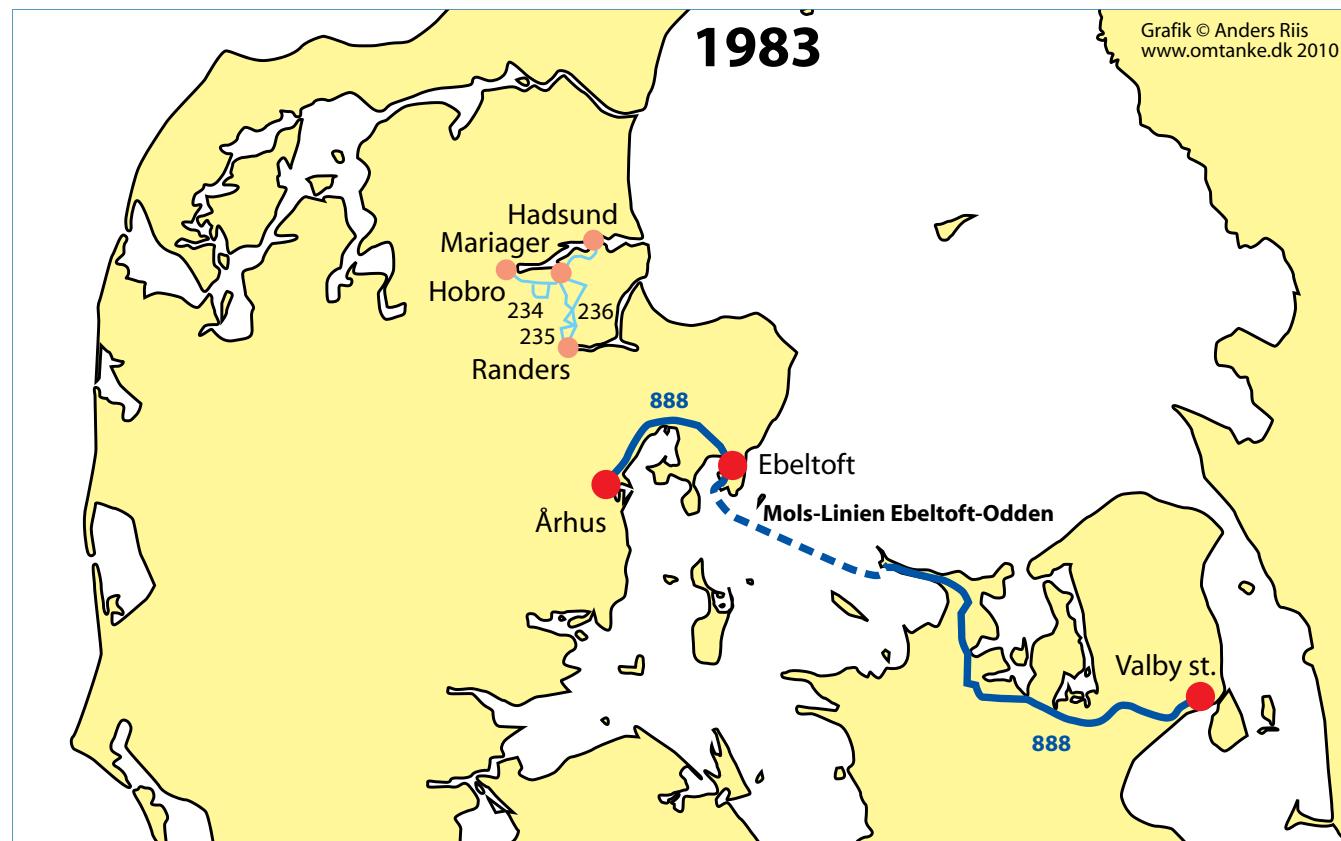 1983
Grafik © Anders Riis
www.omtanke.dk 2010
Hadsund
Mariager
Hobro
234
236
235
Randers
888
Ebeltoft
Århus
Mols-Linien Ebeltoft-Odden
Valby st.
888